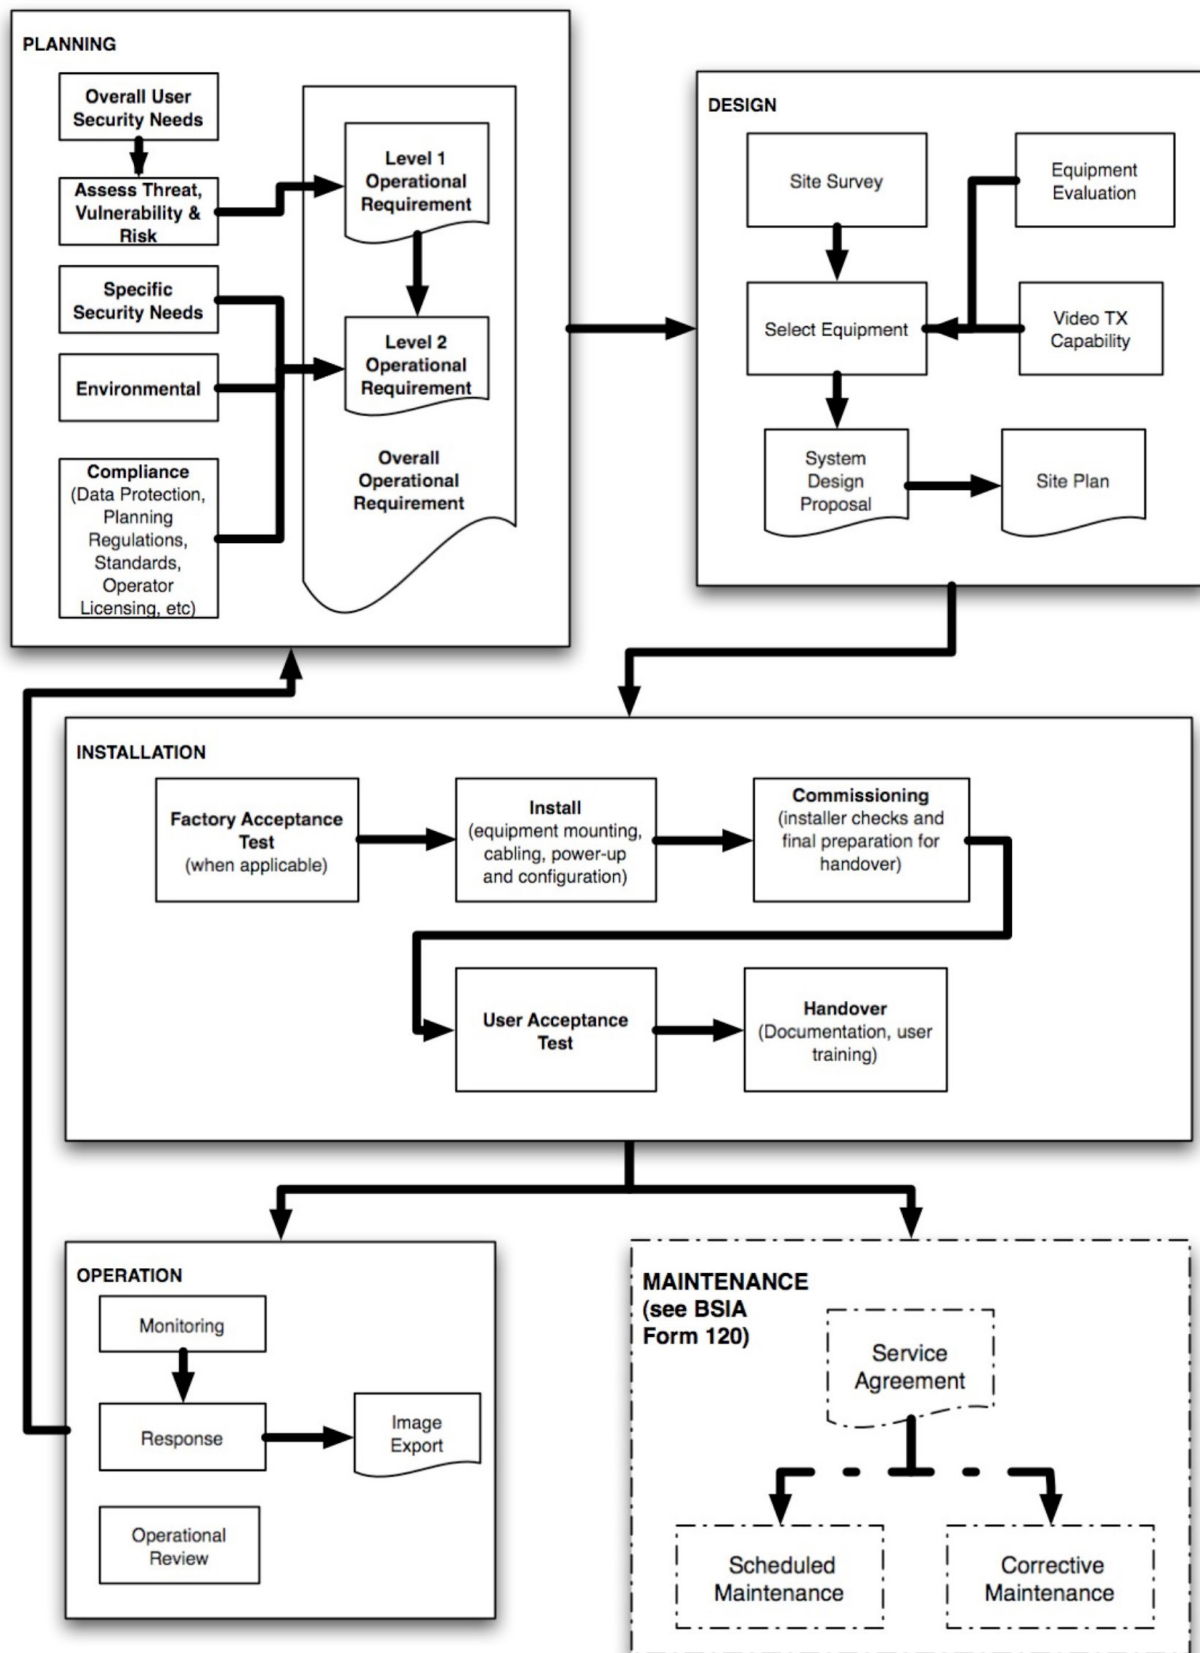 PLANNING
Overall User
Security Needs
Assess Threat,
Vulnerability &
Risk
Specific
Security Needs
Environmental
Compliance
(Data Protection,
Planning
Regulations,
Standards,
Operator
Licensing, etc)
Level 1
Operational
Requirement
Level 2
Operational
Requirement
Overall
Operational
Requirement
DESIGN
Site Survey
Equipment
Evaluation
Select Equipment
Video TX
Capability
System
Design
Proposal
Site Plan
INSTALLATION
Factory Acceptance
Test
(when applicable)
Install
(equipment mounting,
cabling, power-up
and configuration)
Commissioning
(installer checks and
final preparation for
handover)
User Acceptance
Test
Handover
(Documentation, user
training)
OPERATION
Monitoring
Response
Image
Export
Operational
Review
MAINTENANCE
(see BSIA
Form 120)
Service
Agreement
Scheduled
Maintenance
Corrective
Maintenance